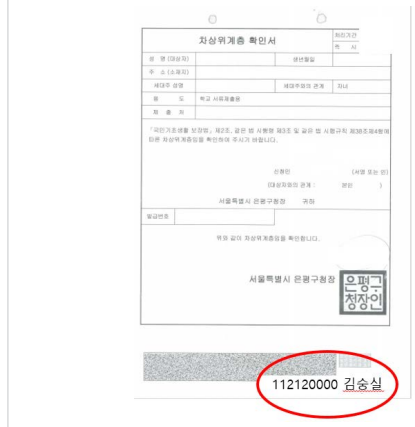 차상위계층 확인서
처리기간
즉 시
성 명 (대상자)
생년월일
주 소 (소재지)
세대주 성명
세대주와의 관계
자녀
용 도
학교 서류제출용
제 출 처
「국민기초생활 보장법」 제2조, 같은 법 시행령 제3조 및 같은 법 시행규칙 제38조제4항에
따른 차상위계층임을 확인하여 주시기 바랍니다.
신청인 (서명 또는 인)
(대상자와의 관계 : 본인 )
서울특별시 은평구청장 귀하
발급번호
위와 같이 차상위계층임을 확인합니다.
서울특별시 은평구청장
은평구
청장인
112120000 김숭실